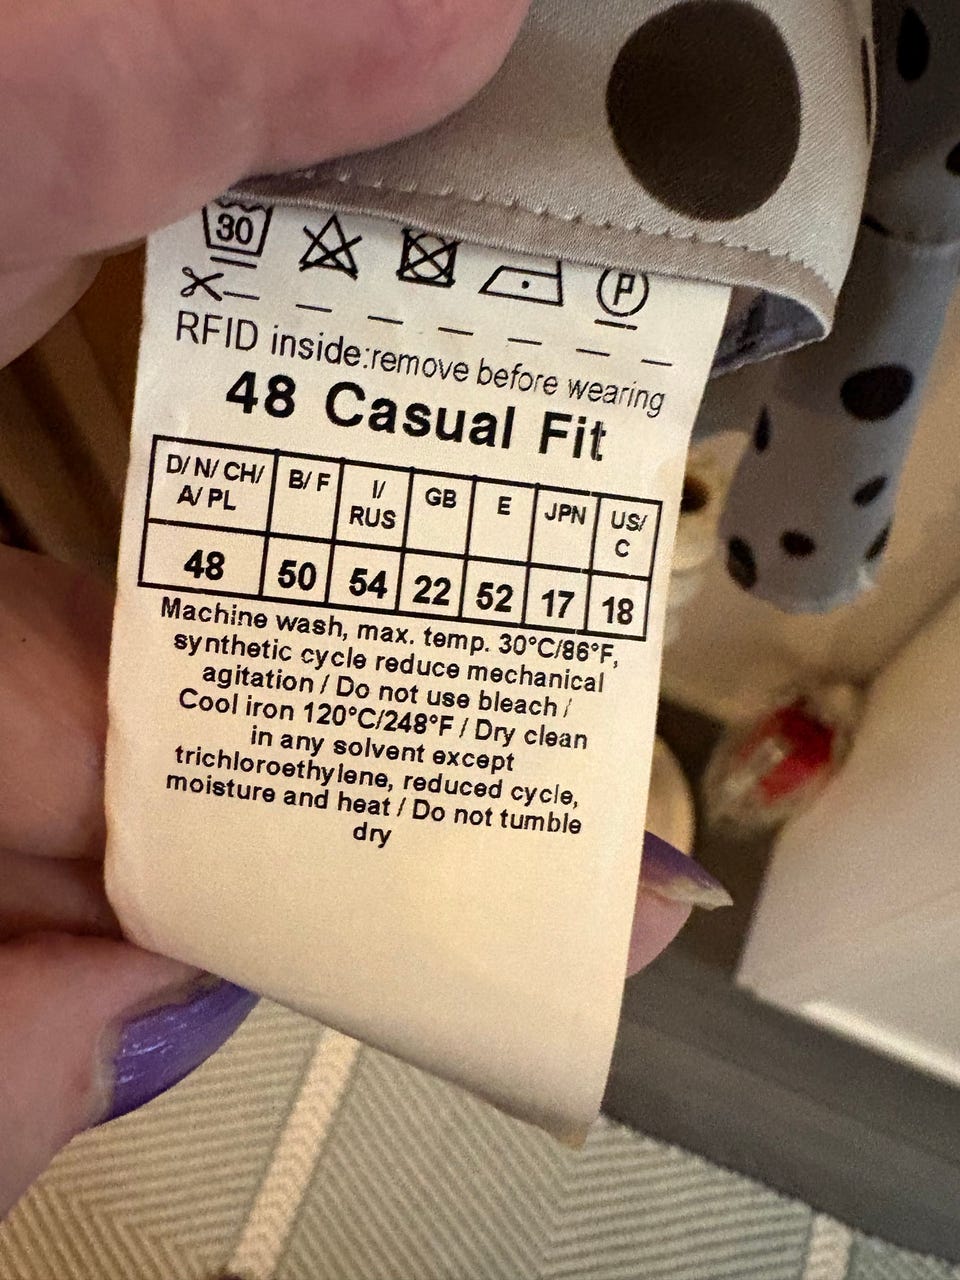 30
P
RFID inside:remove before wearing
48 Casual Fit
D/ N/ CH/ A/ PL B/ F I/ RUS GB E JPN US/ C
48 50 54 22 52 17 18
Machine wash, max. temp. 30°C/86°F,
synthetic cycle reduce mechanical
agitation / Do not use bleach /
Cool iron 120°C/248°F / Dry clean
in any solvent except
trichloroethylene, reduced cycle,
moisture and heat / Do not tumble
dry